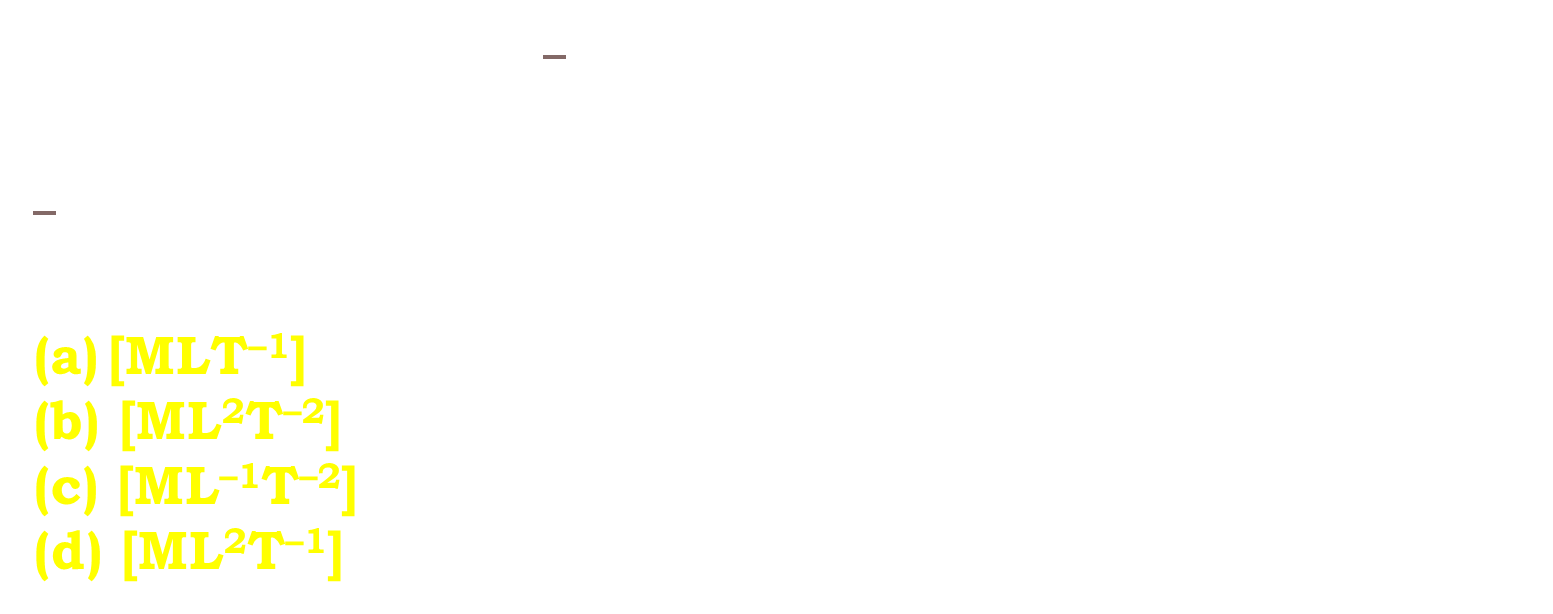 (a) [MLT⁻¹]
(b) [ML²T⁻²]
(c) [ML⁻¹T⁻²]
(d) [ML²T⁻¹]